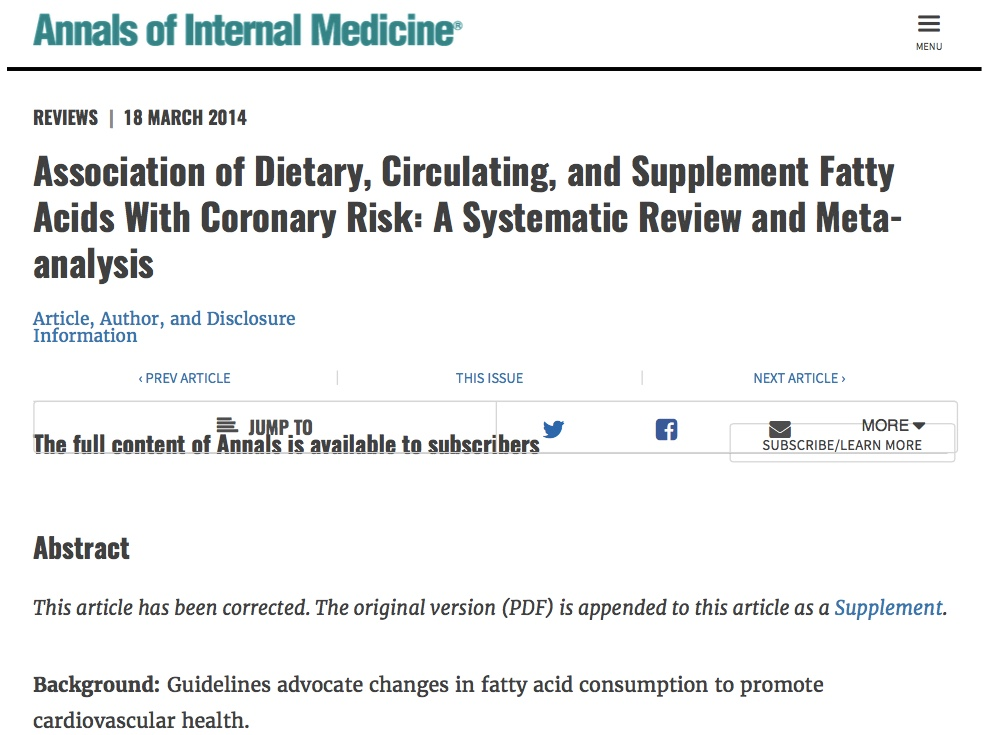 Annals of Internal Medicine®
MENU
REVIEWS | 18 MARCH 2014
Association of Dietary, Circulating, and Supplement Fatty
Acids With Coronary Risk: A Systematic Review and Meta-
analysis
Article, Author, and Disclosure
Information
‹ PREV ARTICLE | THIS ISSUE | NEXT ARTICLE ›
JUMP TO MORE
The full content of Annals is available to subscribers SUBSCRIBE/LEARN MORE
Abstract
This article has been corrected. The original version (PDF) is appended to this article as a Supplement.
Background: Guidelines advocate changes in fatty acid consumption to promote
cardiovascular health.